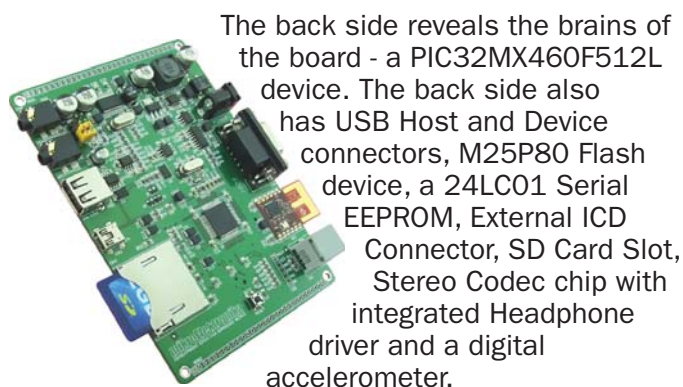 The back side reveals the brains of
the board - a PIC32MX460F512L
device. The back side also
has USB Host and Device
connectors, M25P80 Flash
device, a 24LC01 Serial
EEPROM, External ICD
Connector, SD Card Slot,
Stereo Codec chip with
integrated Headphone
driver and a digital
accelerometer.